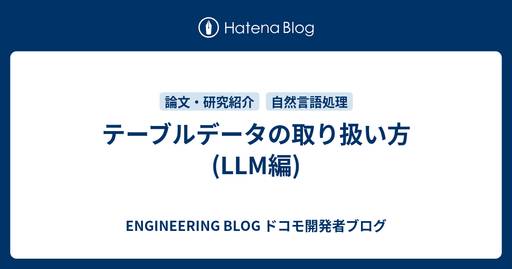 Hatena Blog
論文・研究紹介 自然言語処理
テーブルデータの取り扱い方
(LLM編)
ENGINEERING BLOG ドコモ開発者ブログ